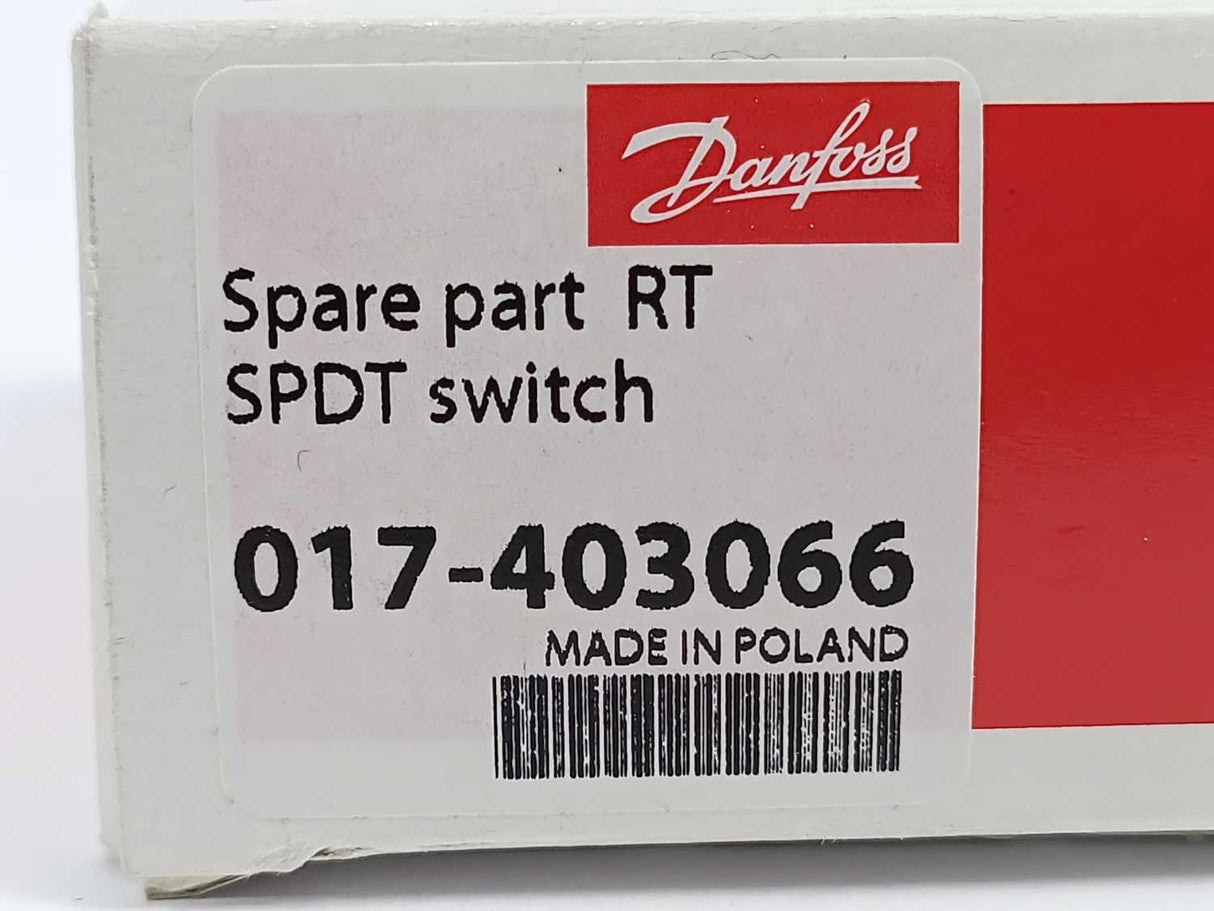 Danfoss
Spare part RT
SPDT switch
017-403066
MADE IN POLAND